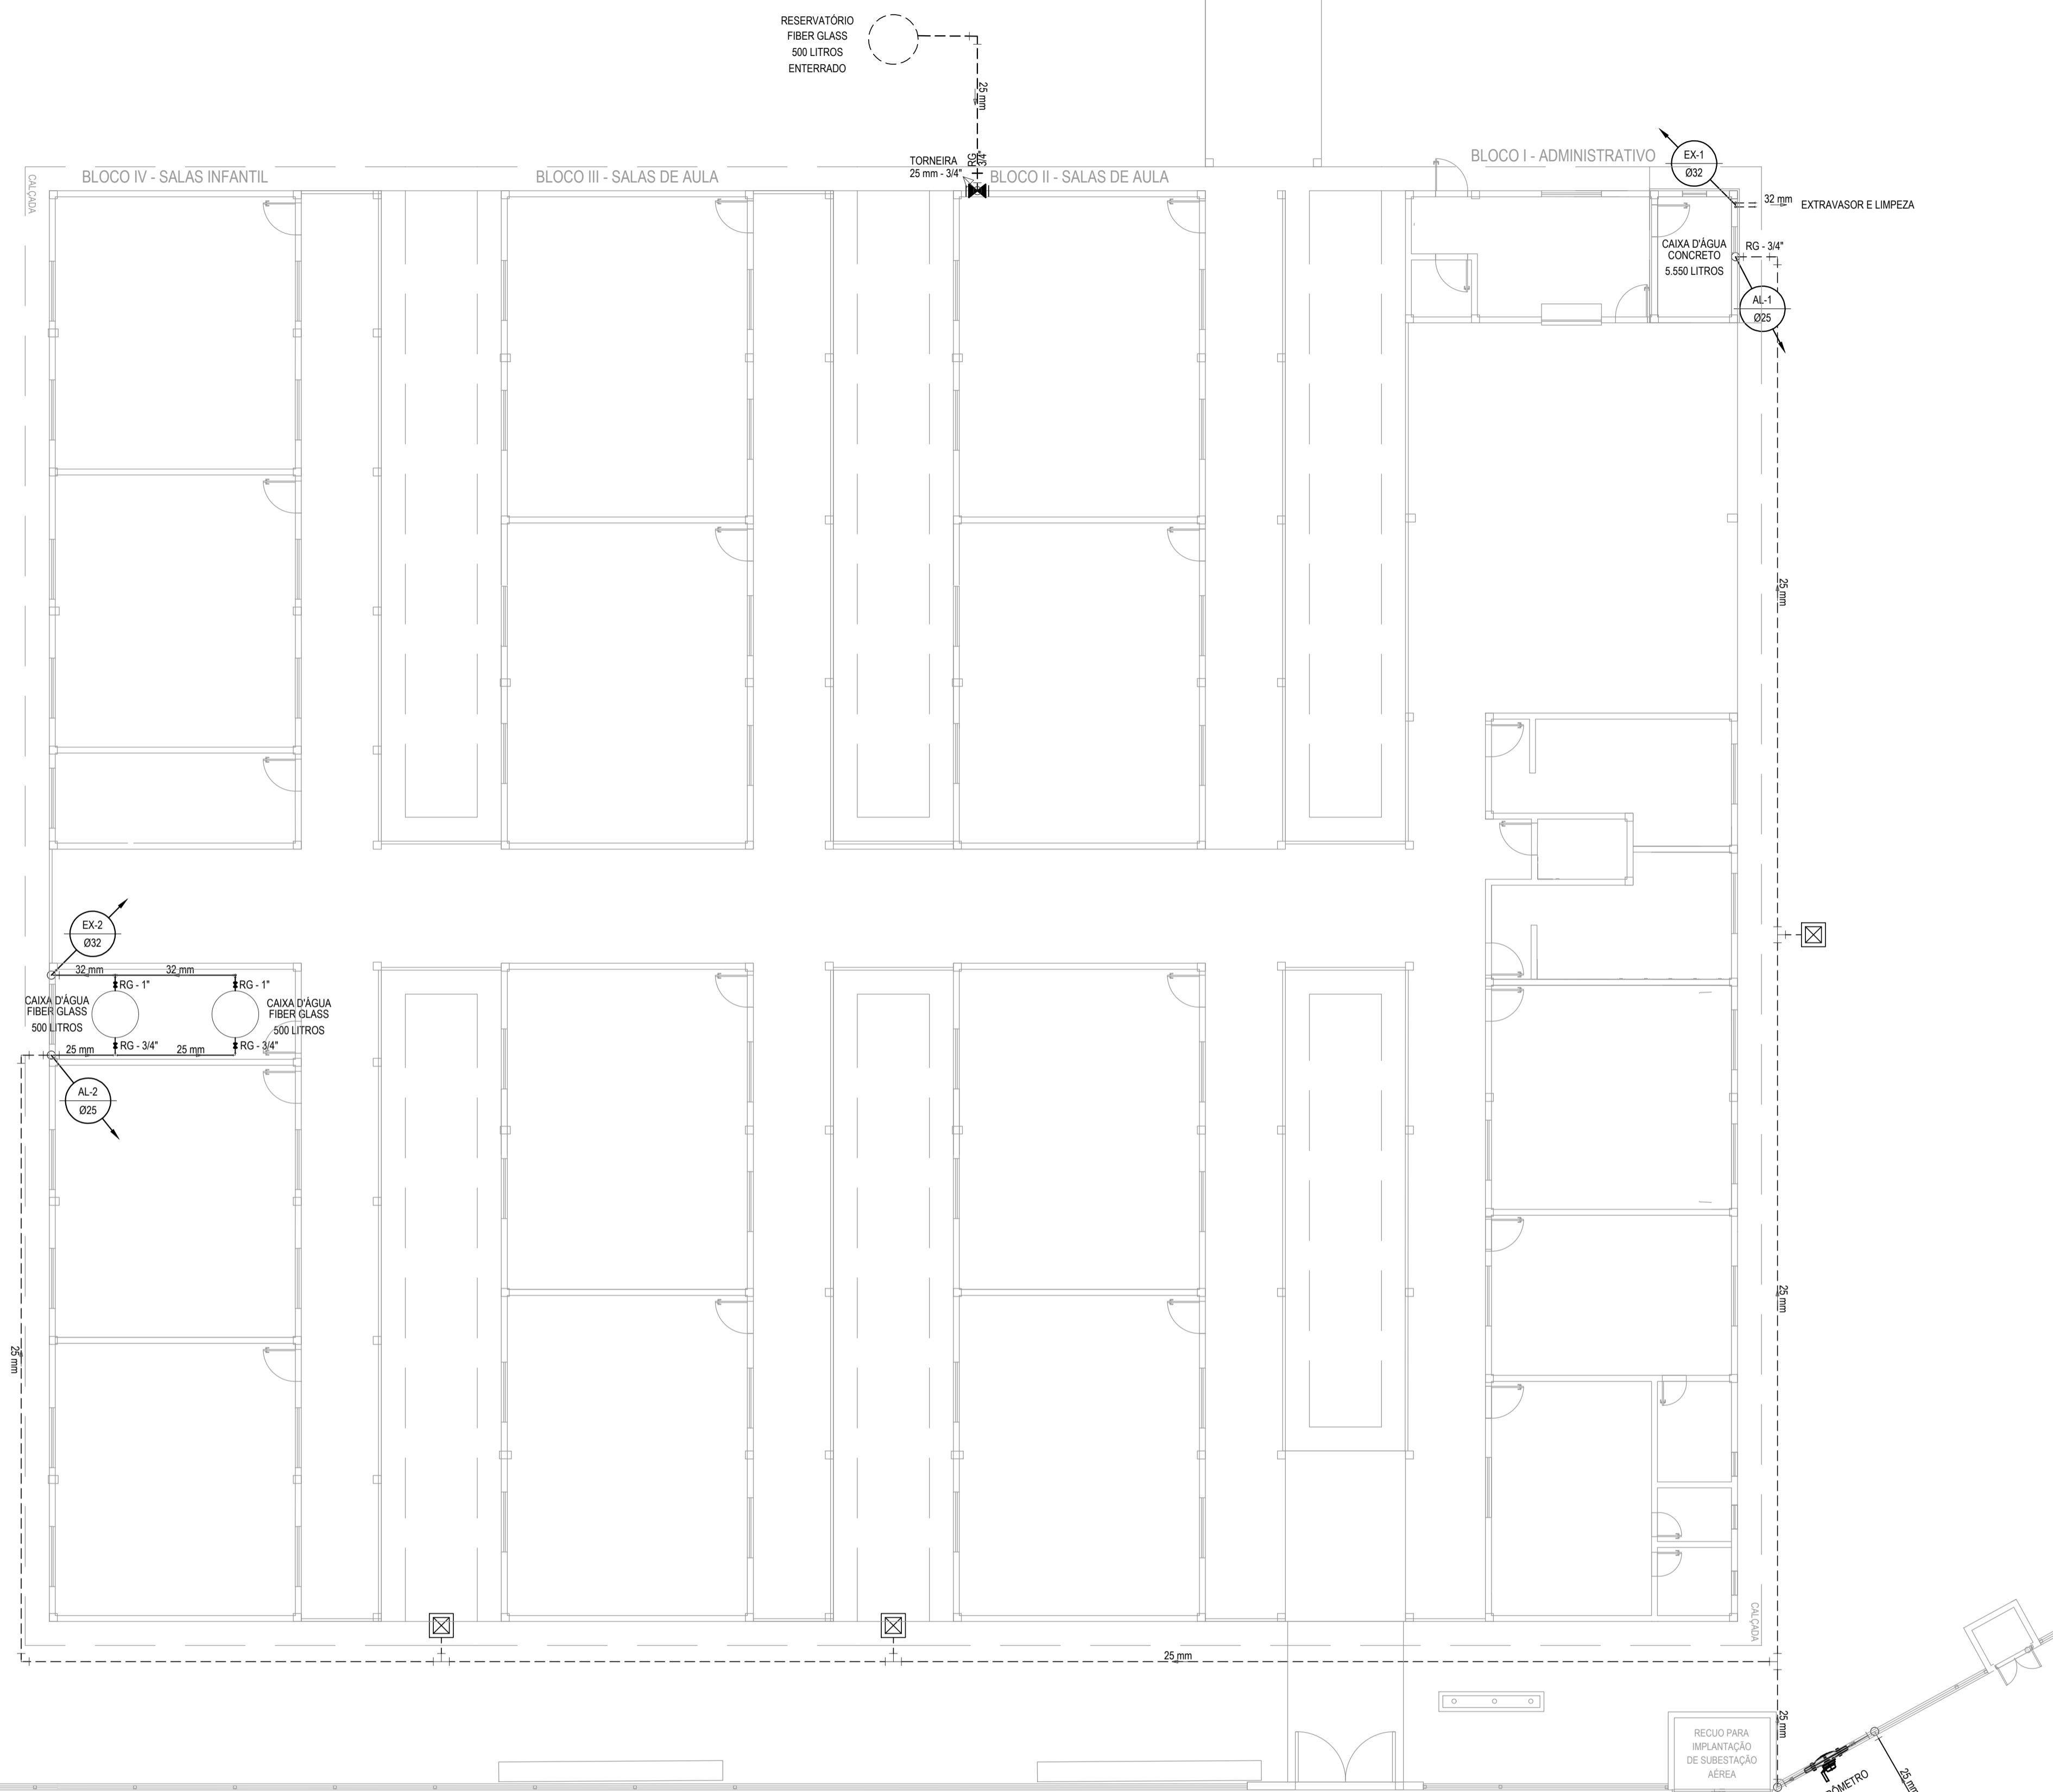 RESERVATÓRIO
FIBER GLASS
500 LITROS
ENTERRADO
25 mm
TORNEIRA
25 mm - 3/4"
RG
3/4"
CALÇADA
BLOCO IV - SALAS INFANTIL
BLOCO III - SALAS DE AULA
BLOCO II - SALAS DE AULA
BLOCO I - ADMINISTRATIVO
EX-1
Ø32
32 mm
EXTRAVASOR E LIMPEZA
CAIXA D'ÁGUA
CONCRETO
5.550 LITROS
RG - 3/4"
AL-1
Ø25
25 mm
EX-2
Ø32
32 mm
32 mm
RG - 1"
RG - 1"
CAIXA D'ÁGUA
FIBER GLASS
500 LITROS
CAIXA D'ÁGUA
FIBER GLASS
500 LITROS
RG - 3/4"
RG - 3/4"
25 mm
25 mm
AL-2
Ø25
25 mm
25 mm
CALÇADA
25 mm
25 mm
RECUO PARA
IMPLANTAÇÃO
DE SUBESTAÇÃO
AÉREA
25 mm